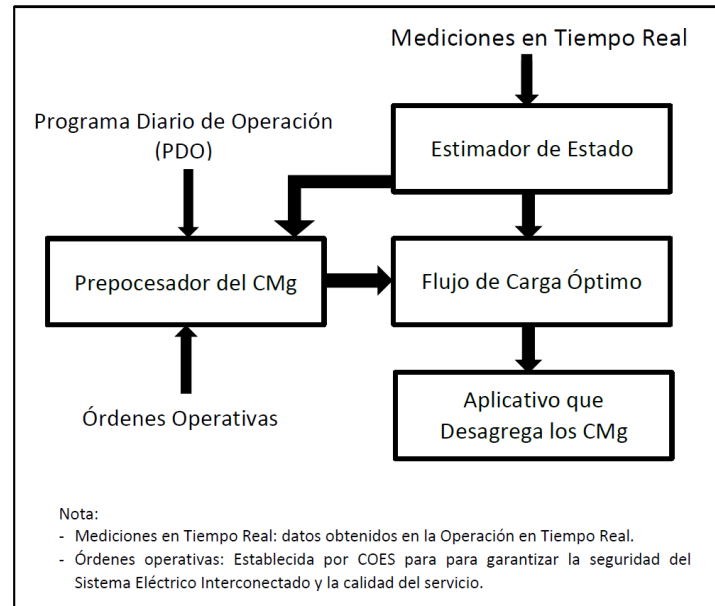 Mediciones en Tiempo Real
Programa Diario de Operación
(PDO)
Estimador de Estado
Prepocesador del CMg
Flujo de Carga Óptimo
Órdenes Operativas
Aplicativo que
Desagrega los CMg
Nota:
- Mediciones en Tiempo Real: datos obtenidos en la Operación en Tiempo Real.
- Órdenes operativas: Establecida por COES para para garantizar la seguridad del
Sistema Eléctrico Interconectado y la calidad del servicio.